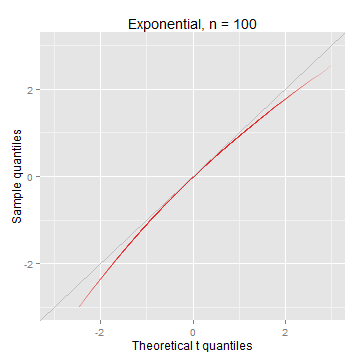 Exponential, n = 100
2
0
-2
Sample quantiles
-2
0
2
Theoretical t quantiles